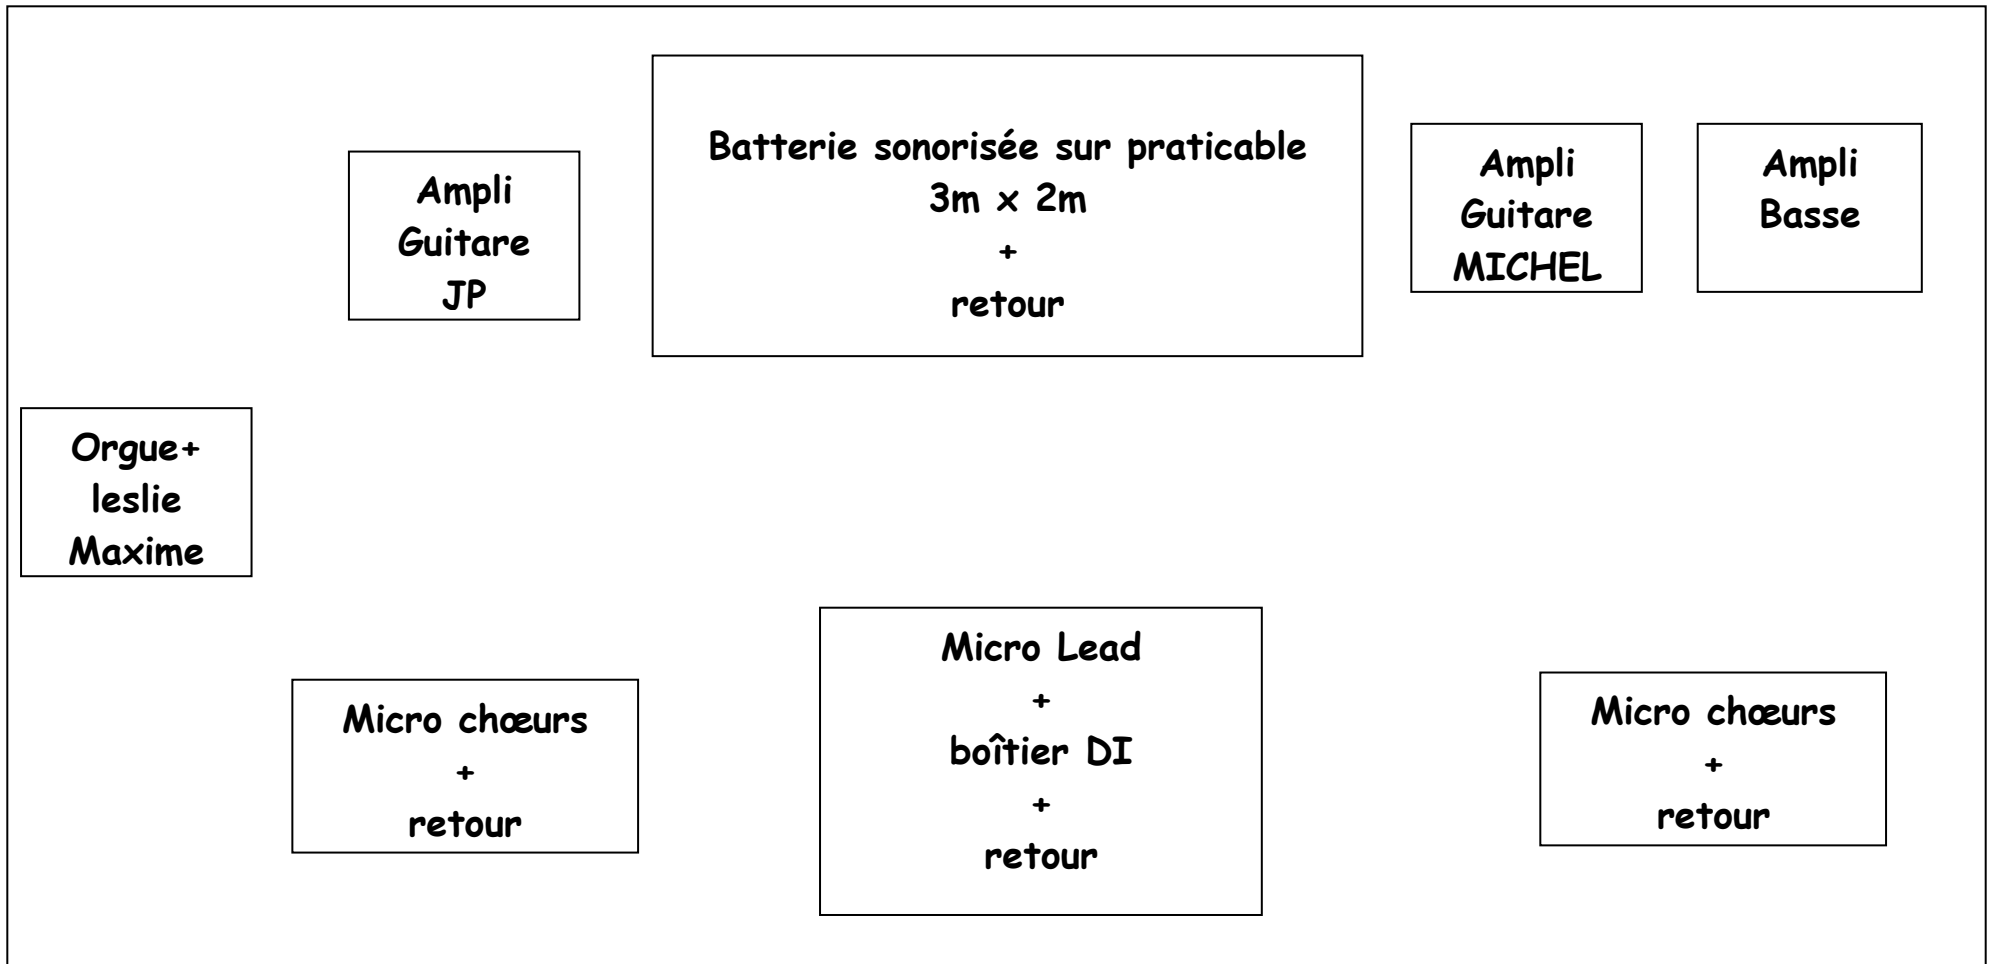 Batterie sonorisée sur praticable
3m x 2m
+
retour
Ampli
Guitare
JP
Ampli
Guitare
MICHEL
Ampli
Basse
Orgue+
leslie
Maxime
Micro chœurs
+
retour
Micro Lead
+
boîtier DI
+
retour
Micro chœurs
+
retour